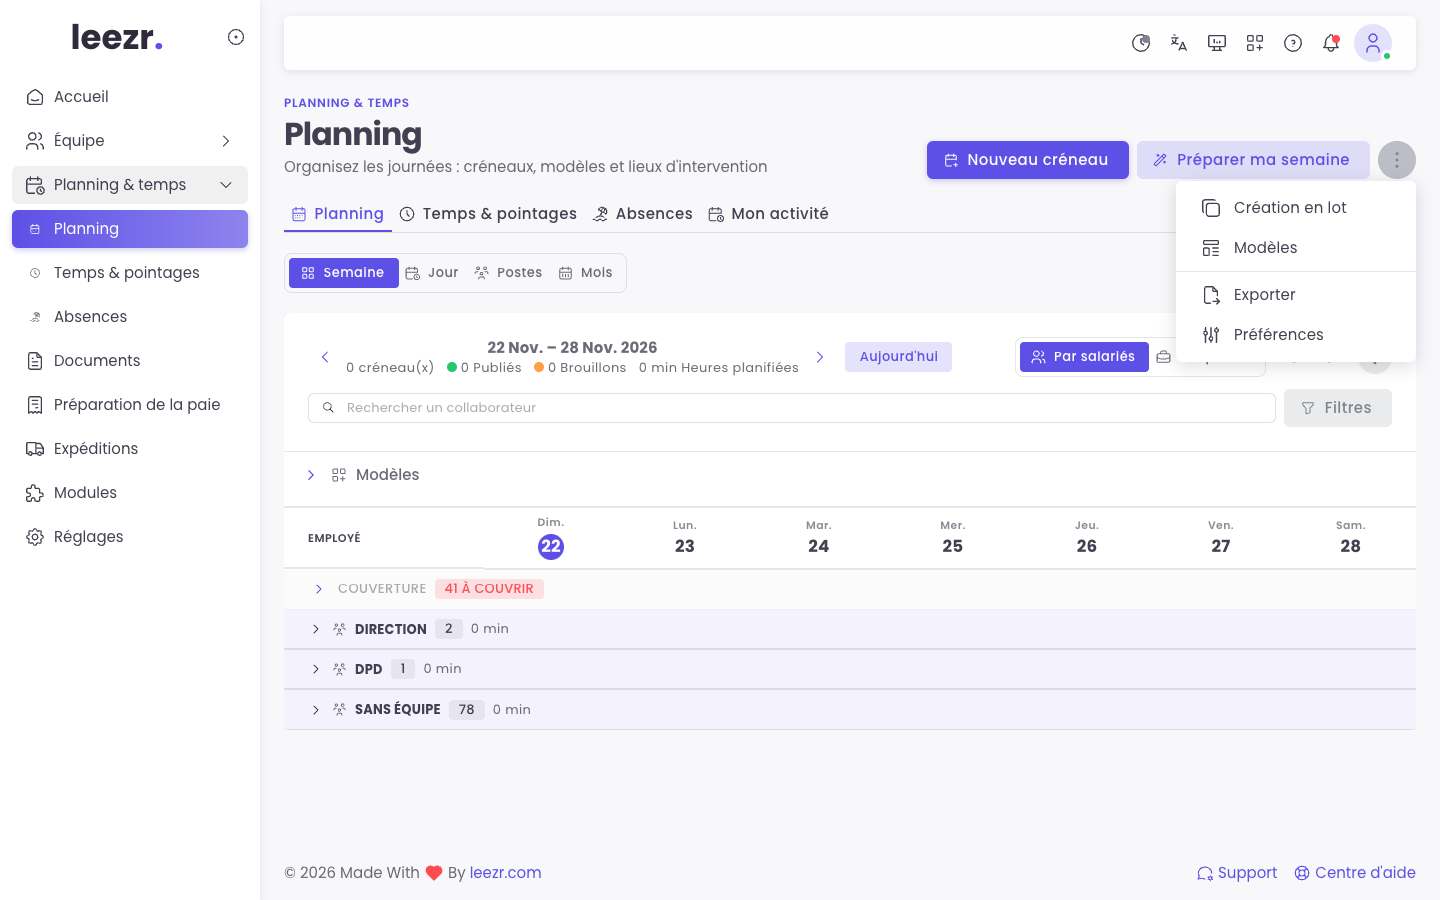 leezr.
Accueil
Équipe
Planning & temps
Planning
Temps & pointages
Absences
Documents
Préparation de la paie
Expéditions
Modules
Réglages
PLANNING & TEMPS
Planning
Organisez les journées : créneaux, modèles et lieux d'intervention
Nouveau créneau
Préparer ma semaine
Création en lot
Modèles
Exporter
Préférences
Planning Temps & pointages Absences Mon activité
Semaine Jour Postes Mois
22 Nov. – 28 Nov. 2026
0 créneau(x) 0 Publiés 0 Brouillons 0 min Heures planifiées
Aujourd'hui
Par salariés
Rechercher un collaborateur
Filtres
Modèles
EMPLOYÉ
Dim. Lun. Mar. Mer. Jeu. Ven. Sam.
22 23 24 25 26 27 28
COUVERTURE 41 À COUVRIR
DIRECTION 2 0 min
DPD 1 0 min
SANS ÉQUIPE 78 0 min
© 2026 Made With By leezr.com
Support Centre d'aide